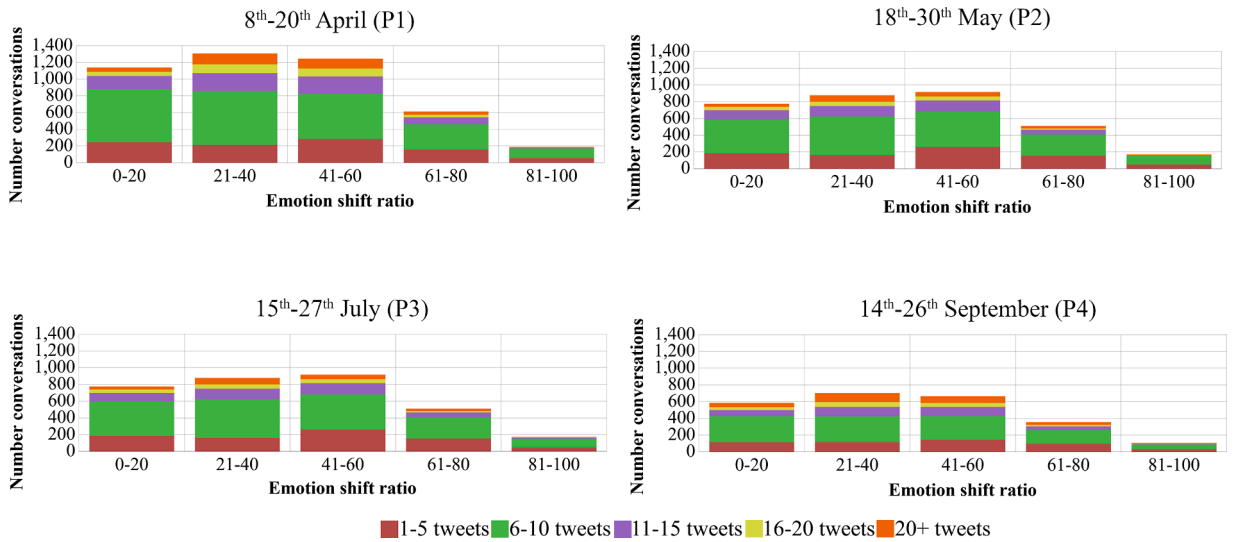 8th-20th April (P1)
Number conversations
1,400
1,200
1,000
800
600
400
200
0
0-20 21-40 41-60 61-80 81-100
Emotion shift ratio
18th-30th May (P2)
Number conversations
1,400
1,200
1,000
800
600
400
200
0
0-20 21-40 41-60 61-80 81-100
Emotion shift ratio
15th-27th July (P3)
Number conversations
1,400
1,200
1,000
800
600
400
200
0
0-20 21-40 41-60 61-80 81-100
Emotion shift ratio
14th-26th September (P4)
Number conversations
1,400
1,200
1,000
800
600
400
200
0
0-20 21-40 41-60 61-80 81-100
Emotion shift ratio
1-5 tweets 6-10 tweets 11-15 tweets 16-20 tweets 20+ tweets